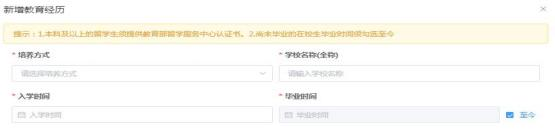 新增教育经历
提示：1.本科及以上的留学生须提供教育部留学服务中心认证书。2.尚未毕业的在校生毕业时间须勾选至今
* 培养方式
* 学校名称(全称)
请选择培养方式
请输入学校名称
* 入学时间
* 毕业时间
入学时间
毕业时间
至今